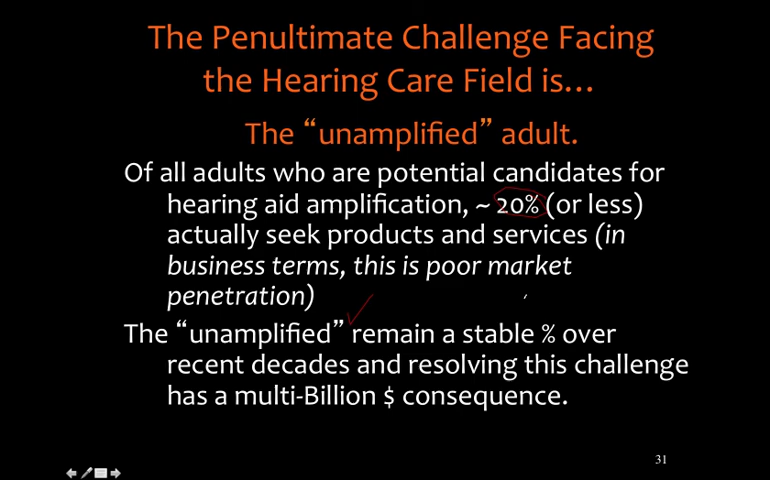 The Penultimate Challenge Facing
the Hearing Care Field is…
The “unamplified” adult.
Of all adults who are potential candidates for
hearing aid amplification, ~ 20% (or less)
actually seek products and services (in
business terms, this is poor market
penetration)
The “unamplified” remain a stable % over
recent decades and resolving this challenge
has a multi-Billion $ consequence.
31